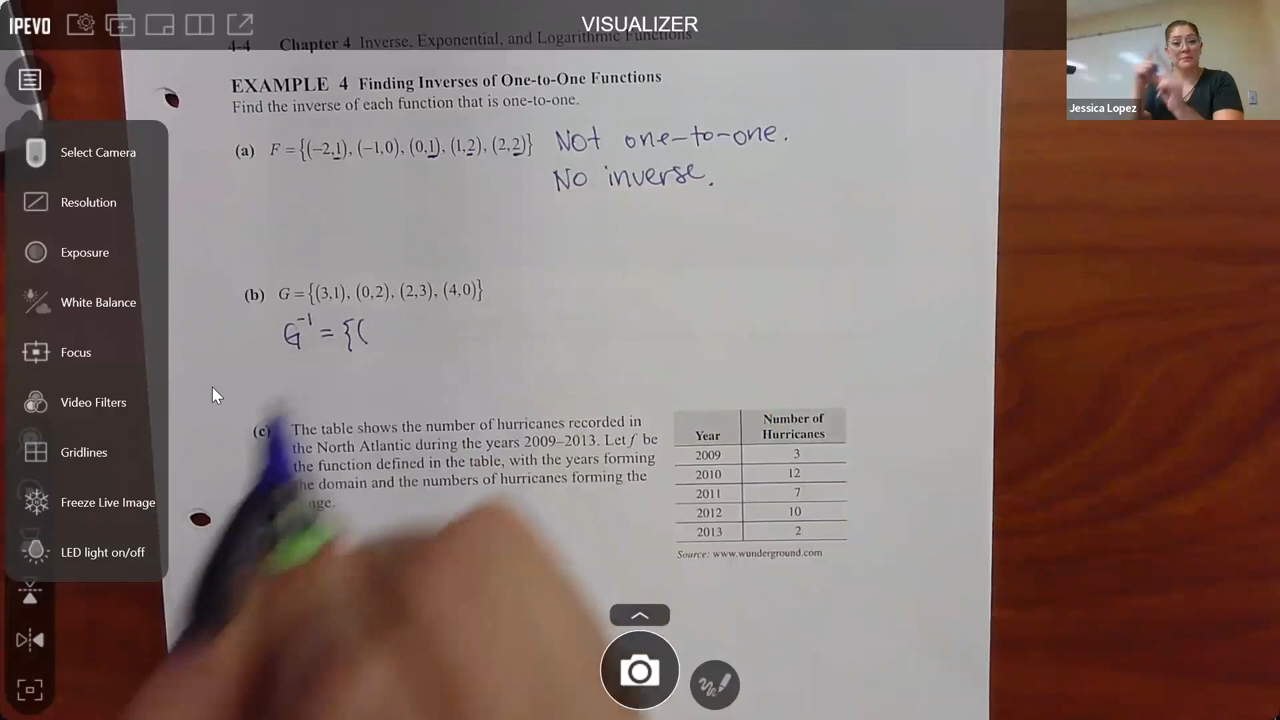 IPEVO
VISUALIZER
Jessica Lopez
Select Camera
Resolution
Exposure
White Balance
Focus
Video Filters
Gridlines
Freeze Live Image
LED light on/off
4-4 Chapter 4 Inverse, Exponential, and Logarithmic Functions
EXAMPLE 4 Finding Inverses of One-to-One Functions
Find the inverse of each function that is one-to-one.
(a) F = {(−2,1), (−1,0), (0,1), (1,2), (2,2)} Not one-to-one.
No inverse.
(b) G = {(3,1), (0,2), (2,3), (4,0)}
G⁻¹ = {(
(c) The table shows the number of hurricanes recorded in
the North Atlantic during the years 2009–2013. Let f be
the function defined in the table, with the years forming
the domain and the numbers of hurricanes forming the
Year Number of Hurricanes
2009 3
2010 12
2011 7
2012 10
2013 2
Source: www.wunderground.com